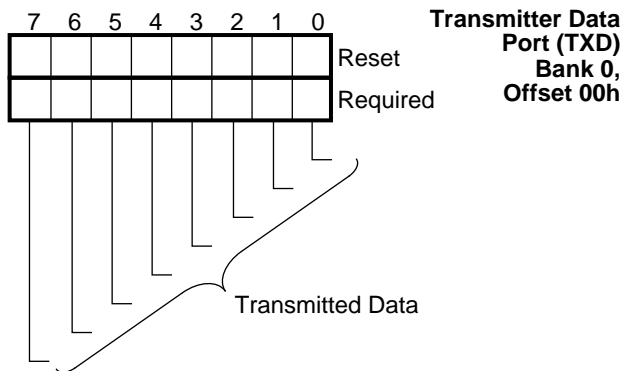 7 6 5 4 3 2 1 0
Reset
Required
Transmitter Data
Port (TXD)
Bank 0,
Offset 00h
Transmitted Data